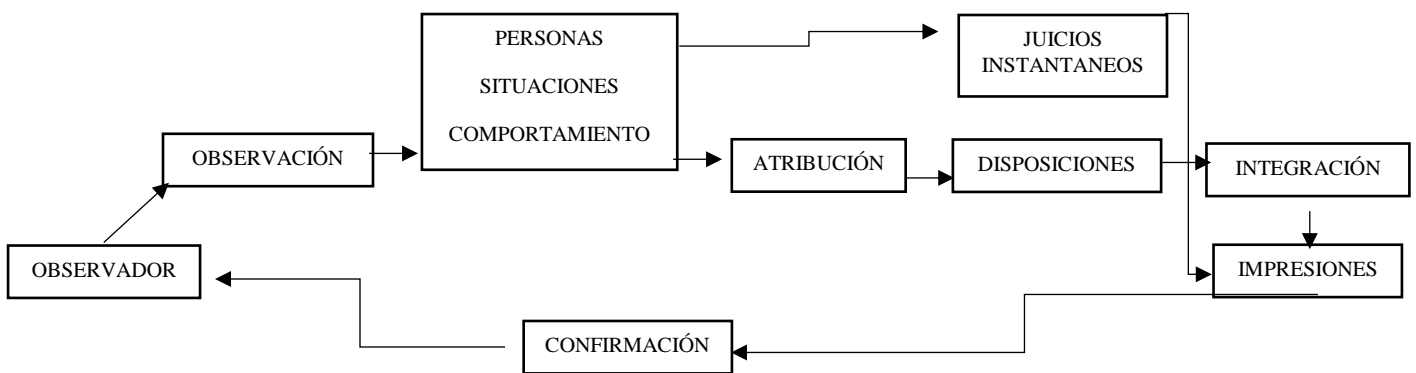 PERSONAS
SITUACIONES
COMPORTAMIENTO
JUICIOS
INSTANTANEOS
OBSERVACIÓN
ATRIBUCIÓN
DISPOSICIONES
INTEGRACIÓN
OBSERVADOR
IMPRESIONES
CONFIRMACIÓN